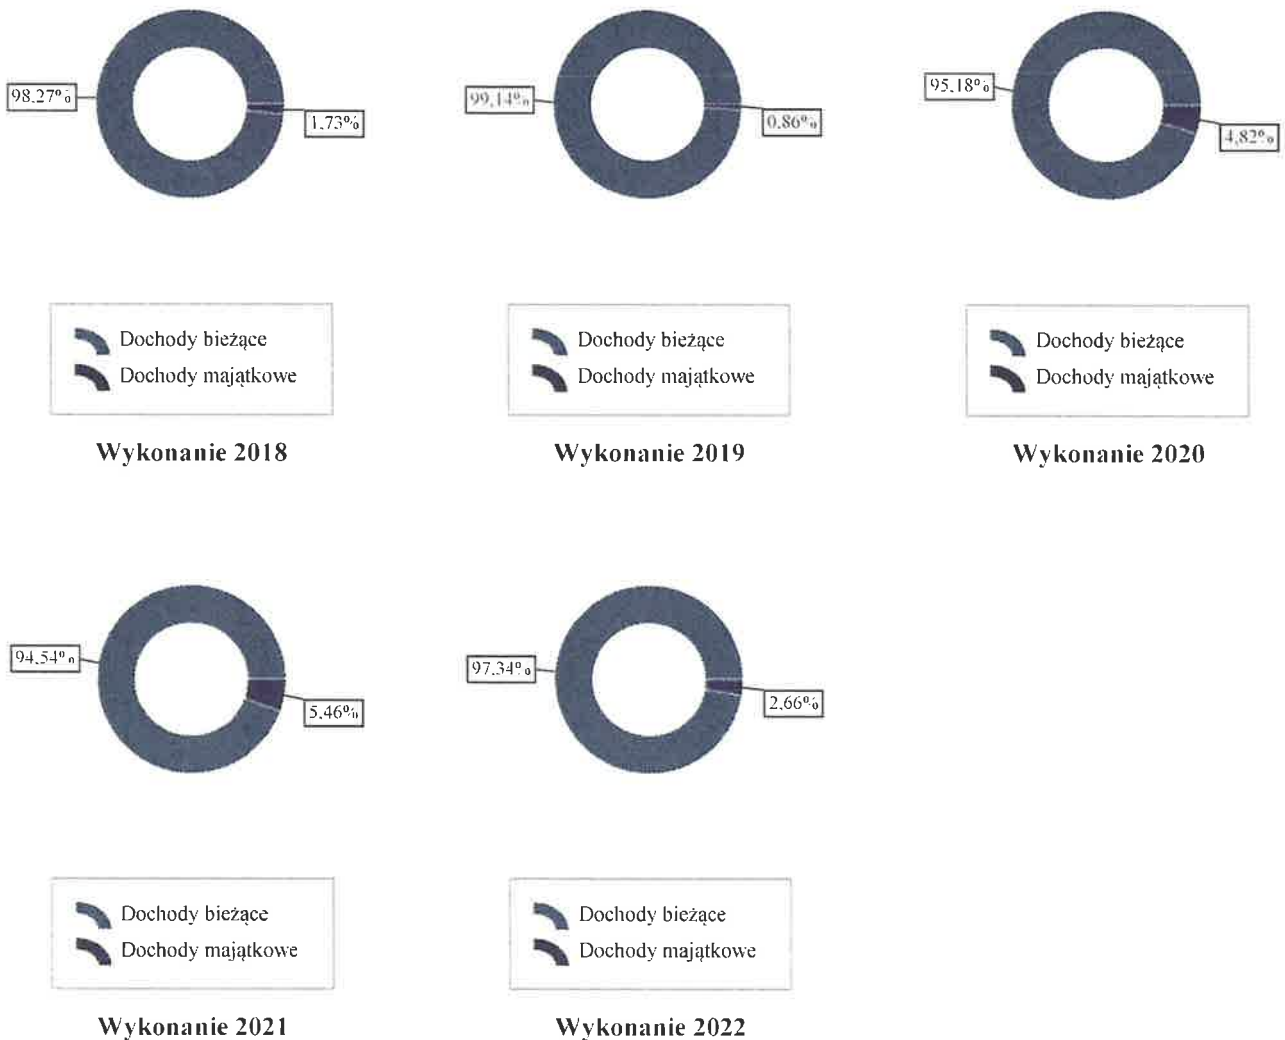 98,27%
1,73%
Dochody bieżące
Dochody majątkowe
Wykonanie 2018
99,14%
0,86%
Dochody bieżące
Dochody majątkowe
Wykonanie 2019
95,18%
4,82%
Dochody bieżące
Dochody majątkowe
Wykonanie 2020
94,54%
5,46%
Dochody bieżące
Dochody majątkowe
Wykonanie 2021
97,34%
2,66%
Dochody bieżące
Dochody majątkowe
Wykonanie 2022